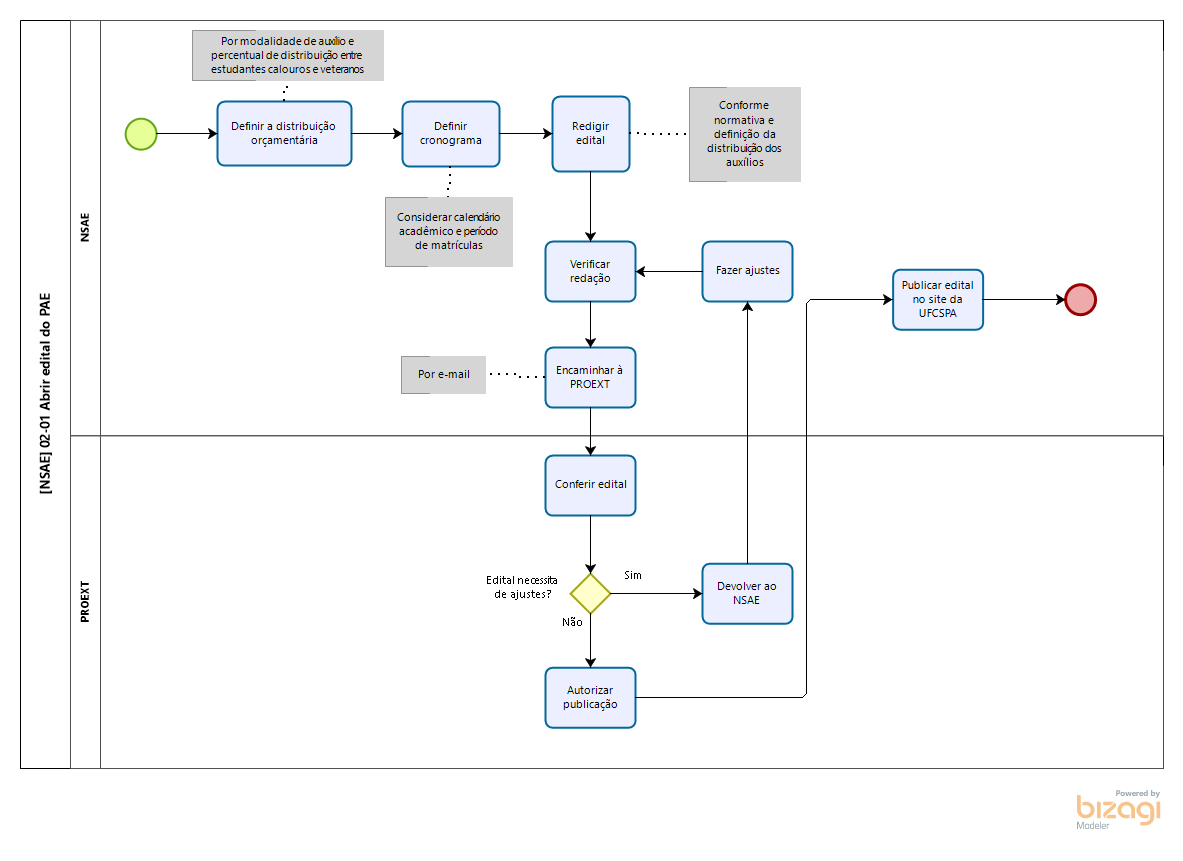 [NSAE] 02-01 Abrir edital do PAE
NSAE
Por modalidade de auxílio e
percentual de distribuição entre
estudantes calouros e veteranos
Definir a distribuição
orçamentária
Definir
cronograma
Redigir
edital
Conforme
normativa e
definição da
distribuição dos
auxílios
Considerar calendário
acadêmico e período
de matrículas
Verificar
redação
Fazer ajustes
Publicar edital
no site da
UFCSPA
Por e-mail
Encaminhar à
PROEXT
PROEXT
Conferir edital
Edital necessita
de ajustes?
Sim
Não
Devolver ao
NSAE
Autorizar
publicação
Powered by
bizagi
Modeler